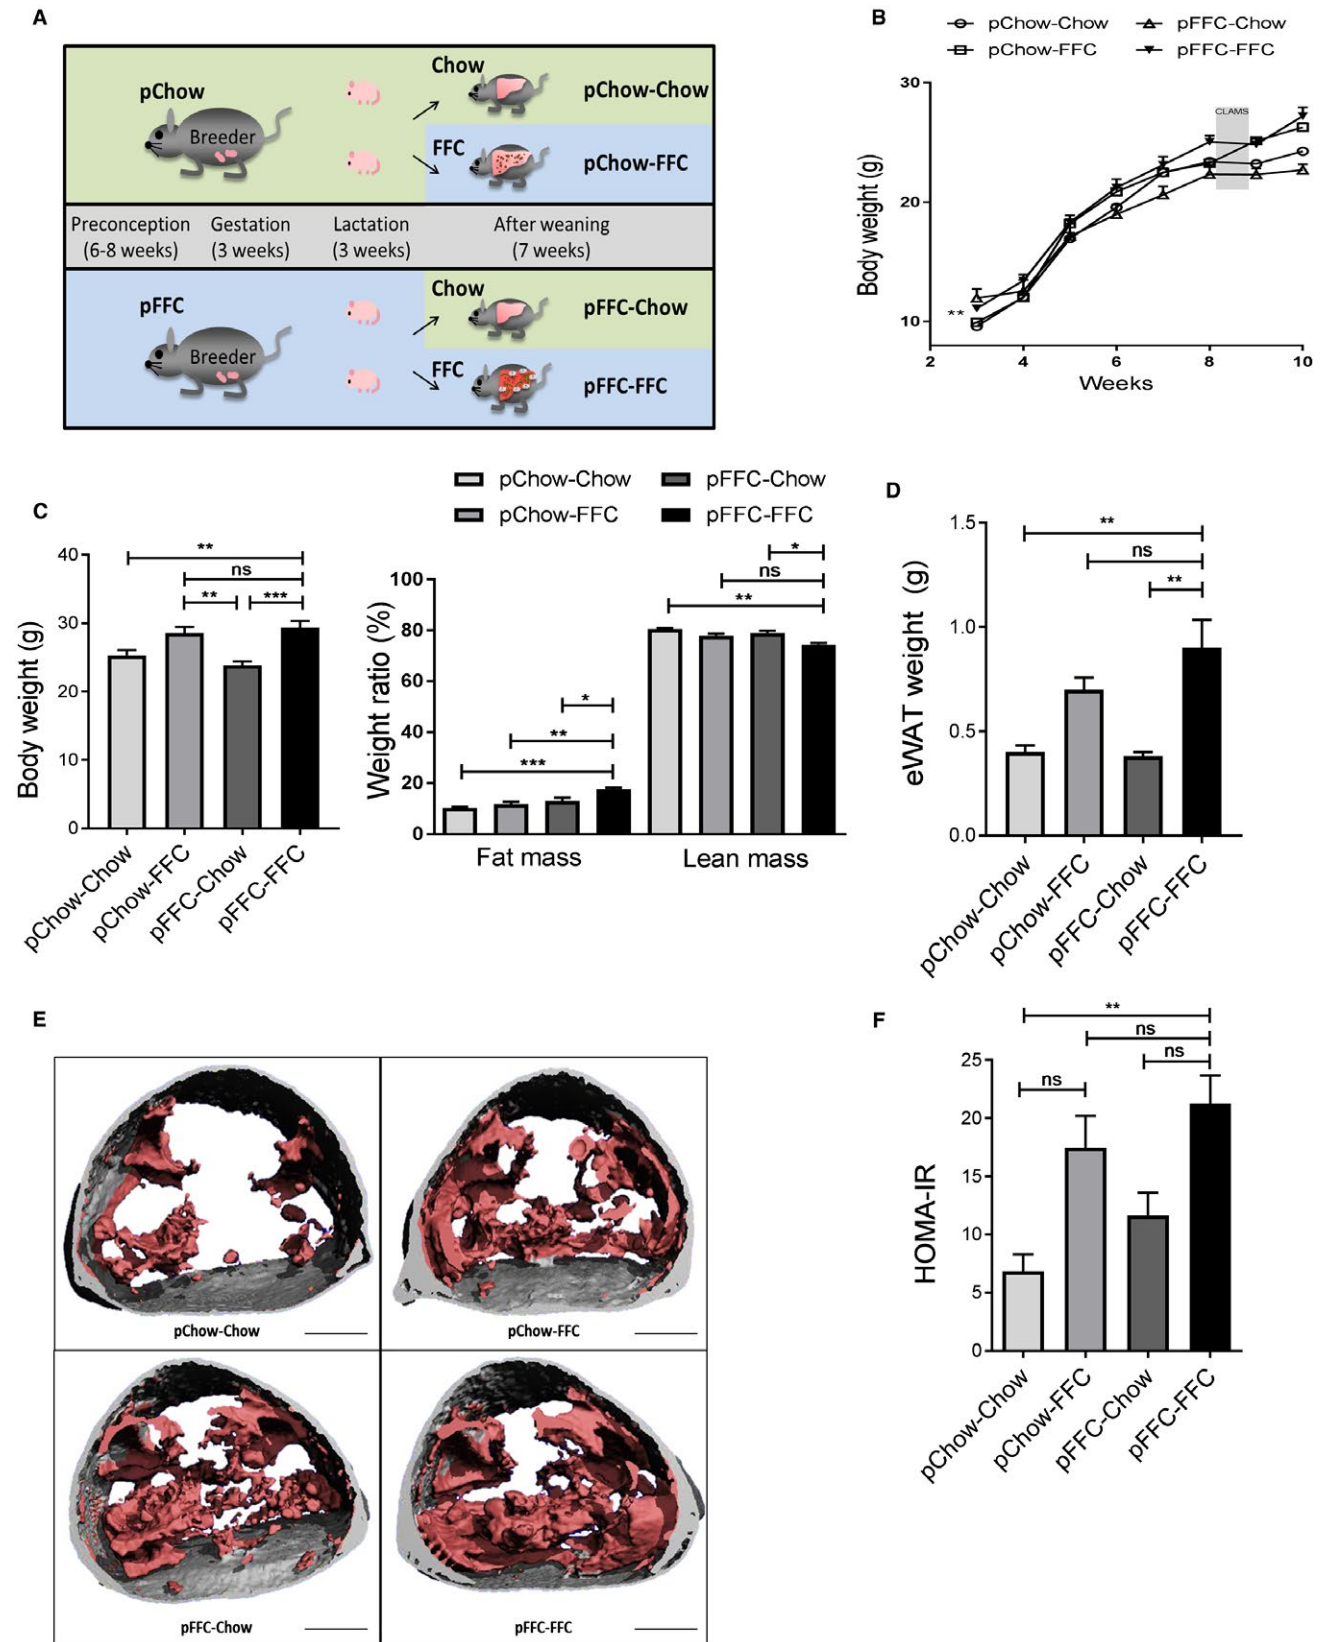 A
pChow
Breeder
Chow
pChow-Chow
FFC
pChow-FFC
Preconception
(6-8 weeks)
Gestation
(3 weeks)
Lactation
(3 weeks)
After weaning
(7 weeks)
pFFC
Breeder
Chow
pFFC-Chow
FFC
pFFC-FFC
B
pChow-Chow
pFFC-Chow
pChow-FFC
pFFC-FFC
Body weight (g)
30
20
10
CLAMS
**
2
4
6
8
10
Weeks
C
Body weight (g)
40
30
20
10
0
**
ns
** ***
pChow-Chow
pChow-FFC
pFFC-Chow
pFFC-FFC
pChow-Chow
pFFC-Chow
pChow-FFC
pFFC-FFC
Weight ratio (%)
100
80
60
40
20
0
*
**
***
*
ns
**
Fat mass
Lean mass
D
eWAT weight (g)
1.5
1.0
0.5
0.0
**
ns
**
pChow-Chow
pChow-FFC
pFFC-Chow
pFFC-FFC
E
pChow-Chow
pChow-FFC
pFFC-Chow
pFFC-FFC
F
HOMA-IR
25
20
15
10
5
0
**
ns
ns
ns
pChow-Chow
pChow-FFC
pFFC-Chow
pFFC-FFC